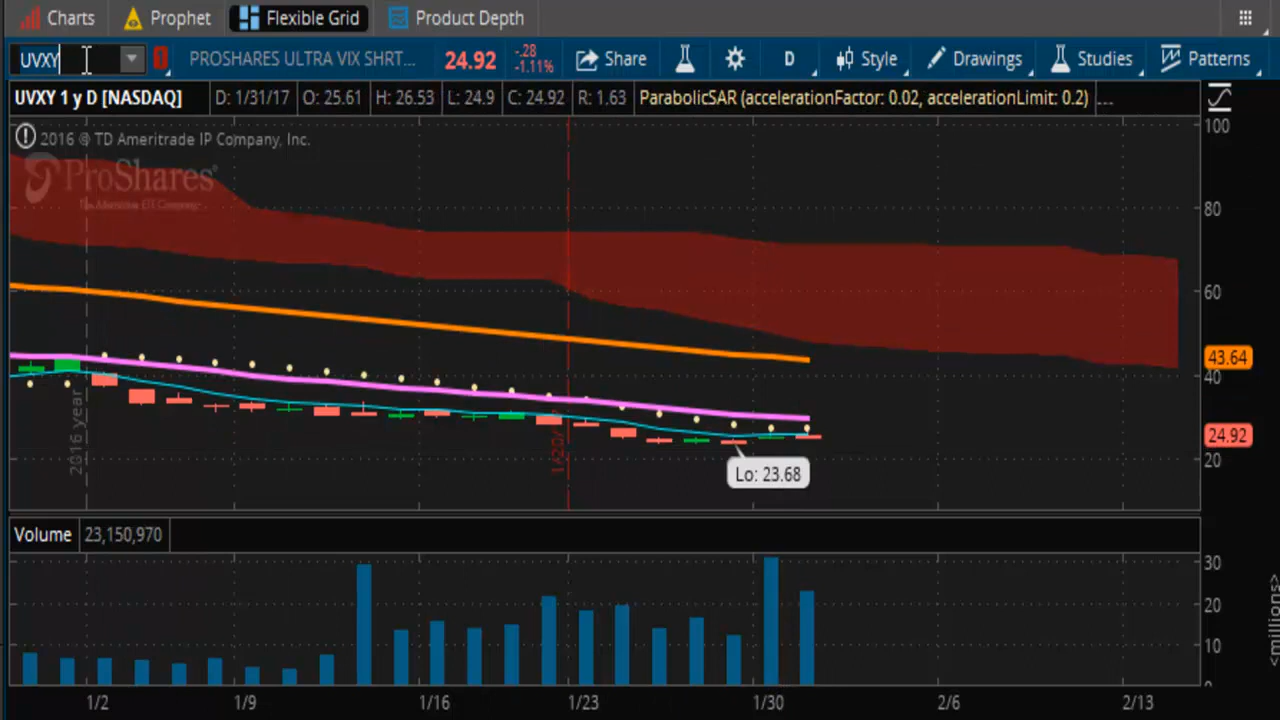 Charts Prophet Flexible Grid Product Depth
UVXY PROSHARES ULTRA VIX SHRT... 24.92 -.28 -1.11% Share D Style Drawings Studies Patterns
UVXY 1 y D [NASDAQ] D: 1/31/17 O: 25.61 H: 26.53 L: 24.9 C: 24.92 R: 1.63 ParabolicSAR (accelerationFactor: 0.02, accelerationLimit: 0.2) ...
2016 © TD Ameritrade IP Company, Inc.
ProShares
100
80
60
43.64
40
24.92
20
2016 year
Lo: 23.68
Volume 23,150,970
30
20
10
0
<millions>
1/2 1/9 1/16 1/23 1/30 2/6 2/13